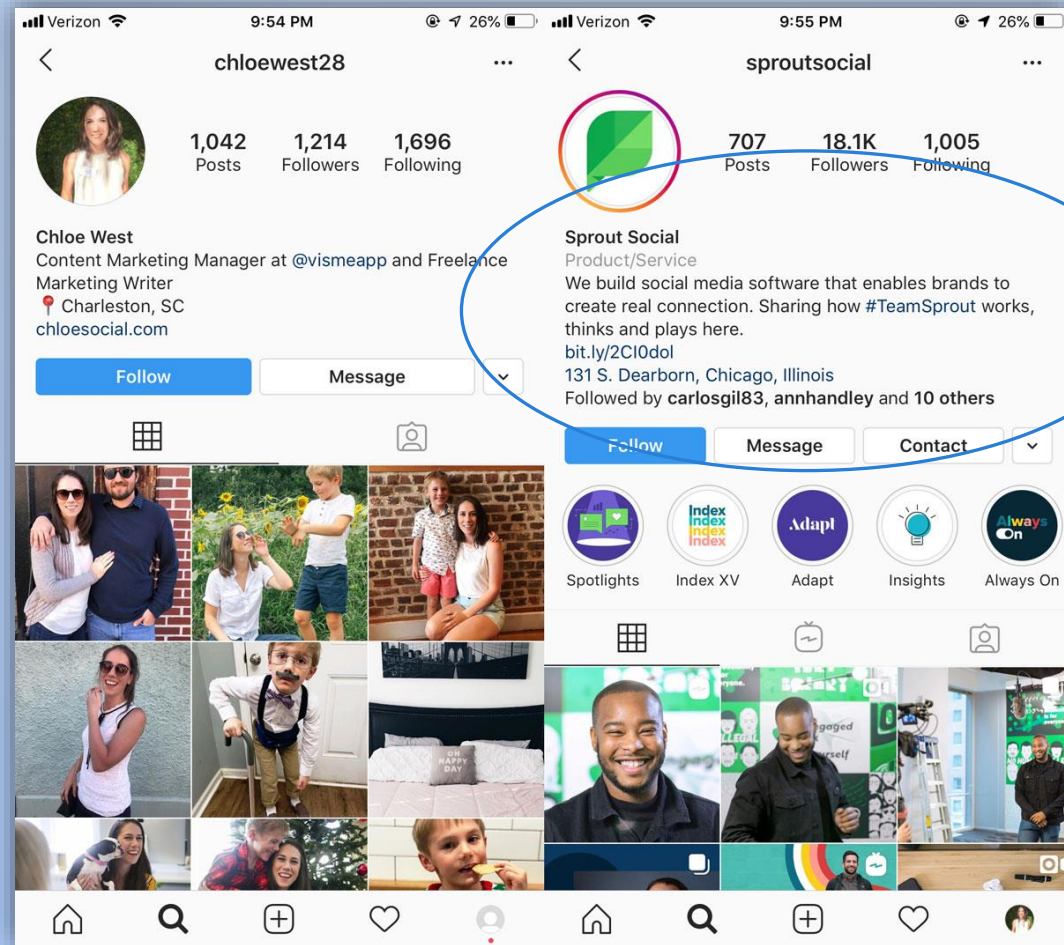 Verizon 9:54 PM 26%
chloewest28
1,042 1,214 1,696
Posts Followers Following
Chloe West
Content Marketing Manager at @vismeapp and Freelance
Marketing Writer
📍 Charleston, SC
chloesocial.com
Follow Message
OH
HAPPY
DAY
Verizon 9:55 PM 26%
sproutsocial
707 18.1K 1,005
Posts Followers Following
Sprout Social
Product/Service
We build social media software that enables brands to
create real connection. Sharing how #TeamSprout works,
thinks and plays here.
bit.ly/2CI0dol
131 S. Dearborn, Chicago, Illinois
Followed by carlosgil83, annhandley and 10 others
Follow Message Contact
Index
Index
Index
Index
Adapt
Always
On
Spotlights Index XV Adapt Insights Always On